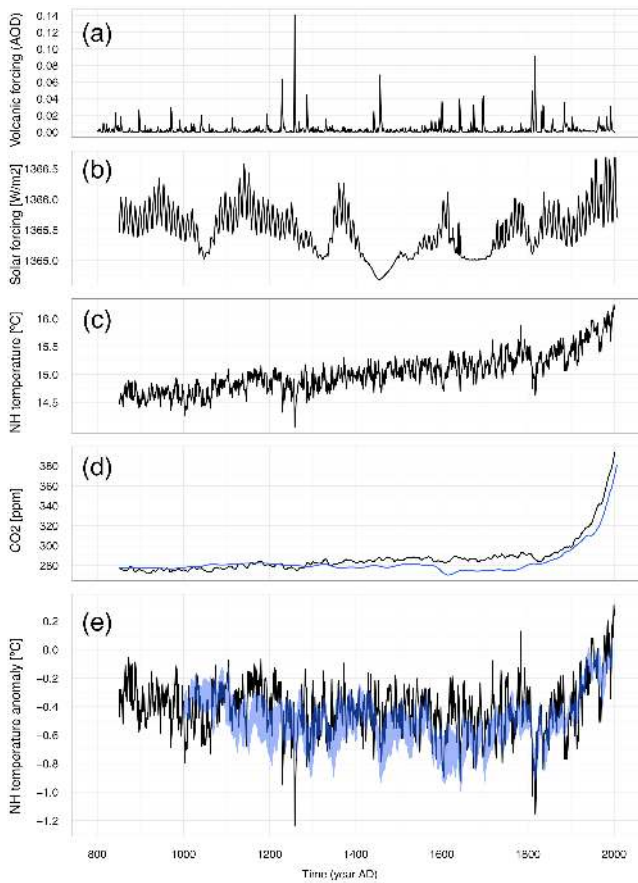 (a)
Volcanic forcing (AOD)
0.14
0.12
0.10
0.08
0.06
0.04
0.02
0.00
(b)
Solar forcing [W/m2]
1366.5
1366.0
1365.5
1365.0
(c)
NH temperature [ºC]
16.0
15.5
15.0
14.5
(d)
CO2 [ppm]
380
360
340
320
300
280
(e)
NH temperature anomaly [ºC]
0.2
0.0
−0.2
−0.4
−0.6
−0.8
−1.0
−1.2
800 1000 1200 1400 1600 1800 2000
Time (year AD)